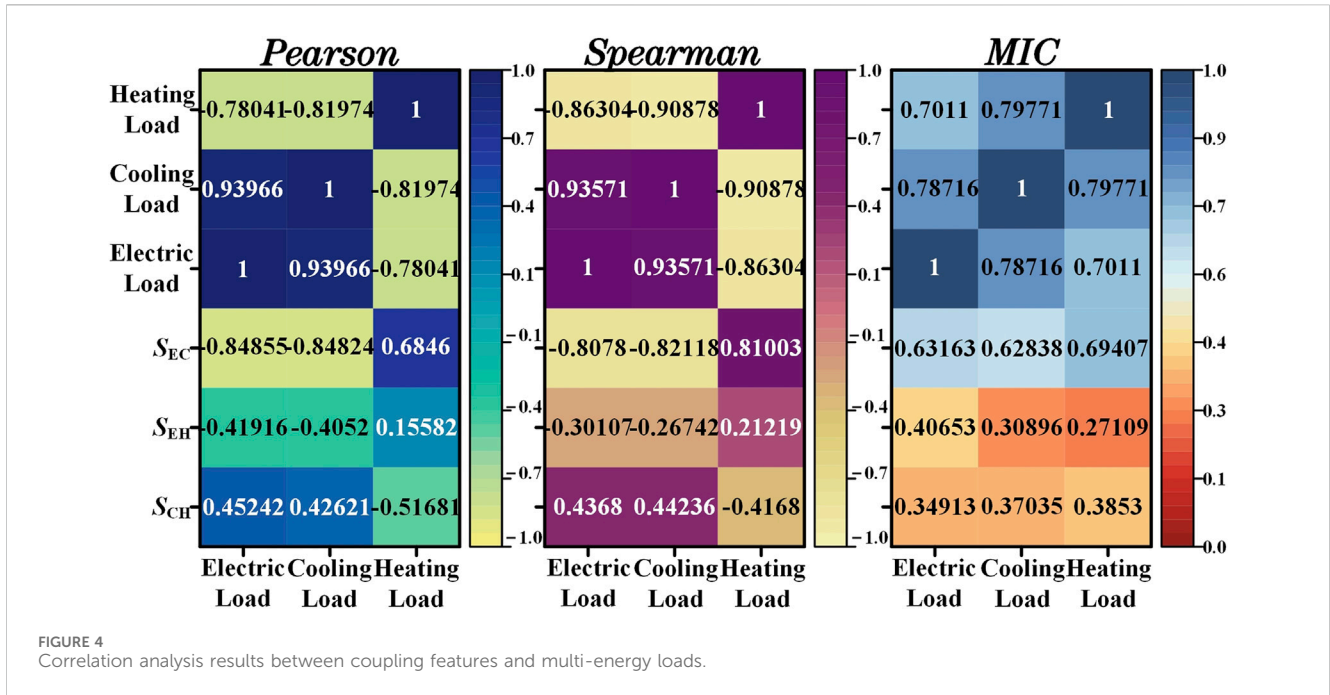 Pearson Spearman MIC
Heating Load -0.78041 -0.81974 1 1.0 -0.86304 -0.90878 1 1.0 0.7011 0.79771 1 1.0
0.7 0.7 0.9
Cooling Load 0.93966 1 -0.81974 0.93571 1 -0.90878 0.78716 1 0.79771
0.4 0.4 0.7
Electric Load 1 0.93966 -0.78041 0.1 1 0.93571 -0.86304 0.1 1 0.78716 0.7011 0.6
SEC -0.84855 -0.84824 0.6846 -0.1 -0.8078 -0.82118 0.81003 -0.1 0.63163 0.62838 0.69407 0.4
SEH -0.41916 -0.4052 0.15582 -0.4 -0.30107 -0.26742 0.21219 -0.4 0.40653 0.30896 0.27109 0.3
-0.7 -0.7 0.1
SCH 0.45242 0.42621 -0.51681 0.4368 0.44236 -0.4168 0.34913 0.37035 0.3853
-1.0 -1.0 0.0
Electric Cooling Heating Electric Cooling Heating Electric Cooling Heating
Load Load Load Load Load Load Load Load Load
FIGURE 4
Correlation analysis results between coupling features and multi-energy loads.